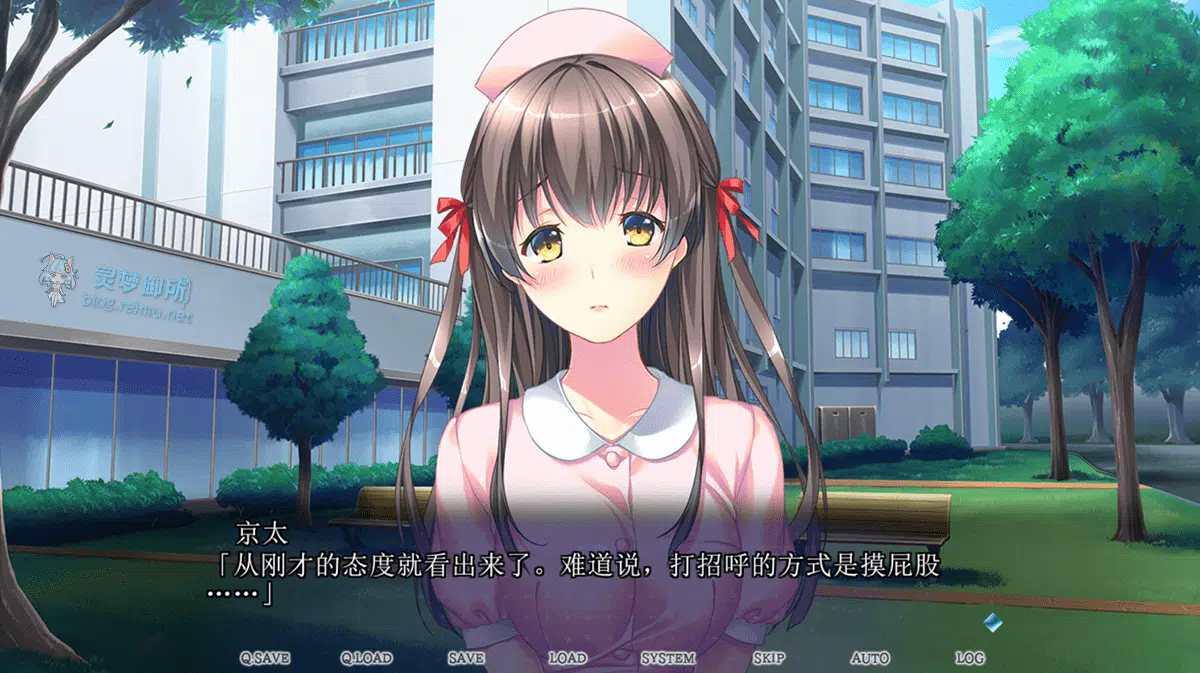 灵梦御所
blog.reimu.net
京太
「从刚才的态度就看出来了。难道说，打招呼的方式是摸屁股
……」
Q.SAVE Q.LOAD SAVE LOAD SYSTEM SKIP AUTO LOG